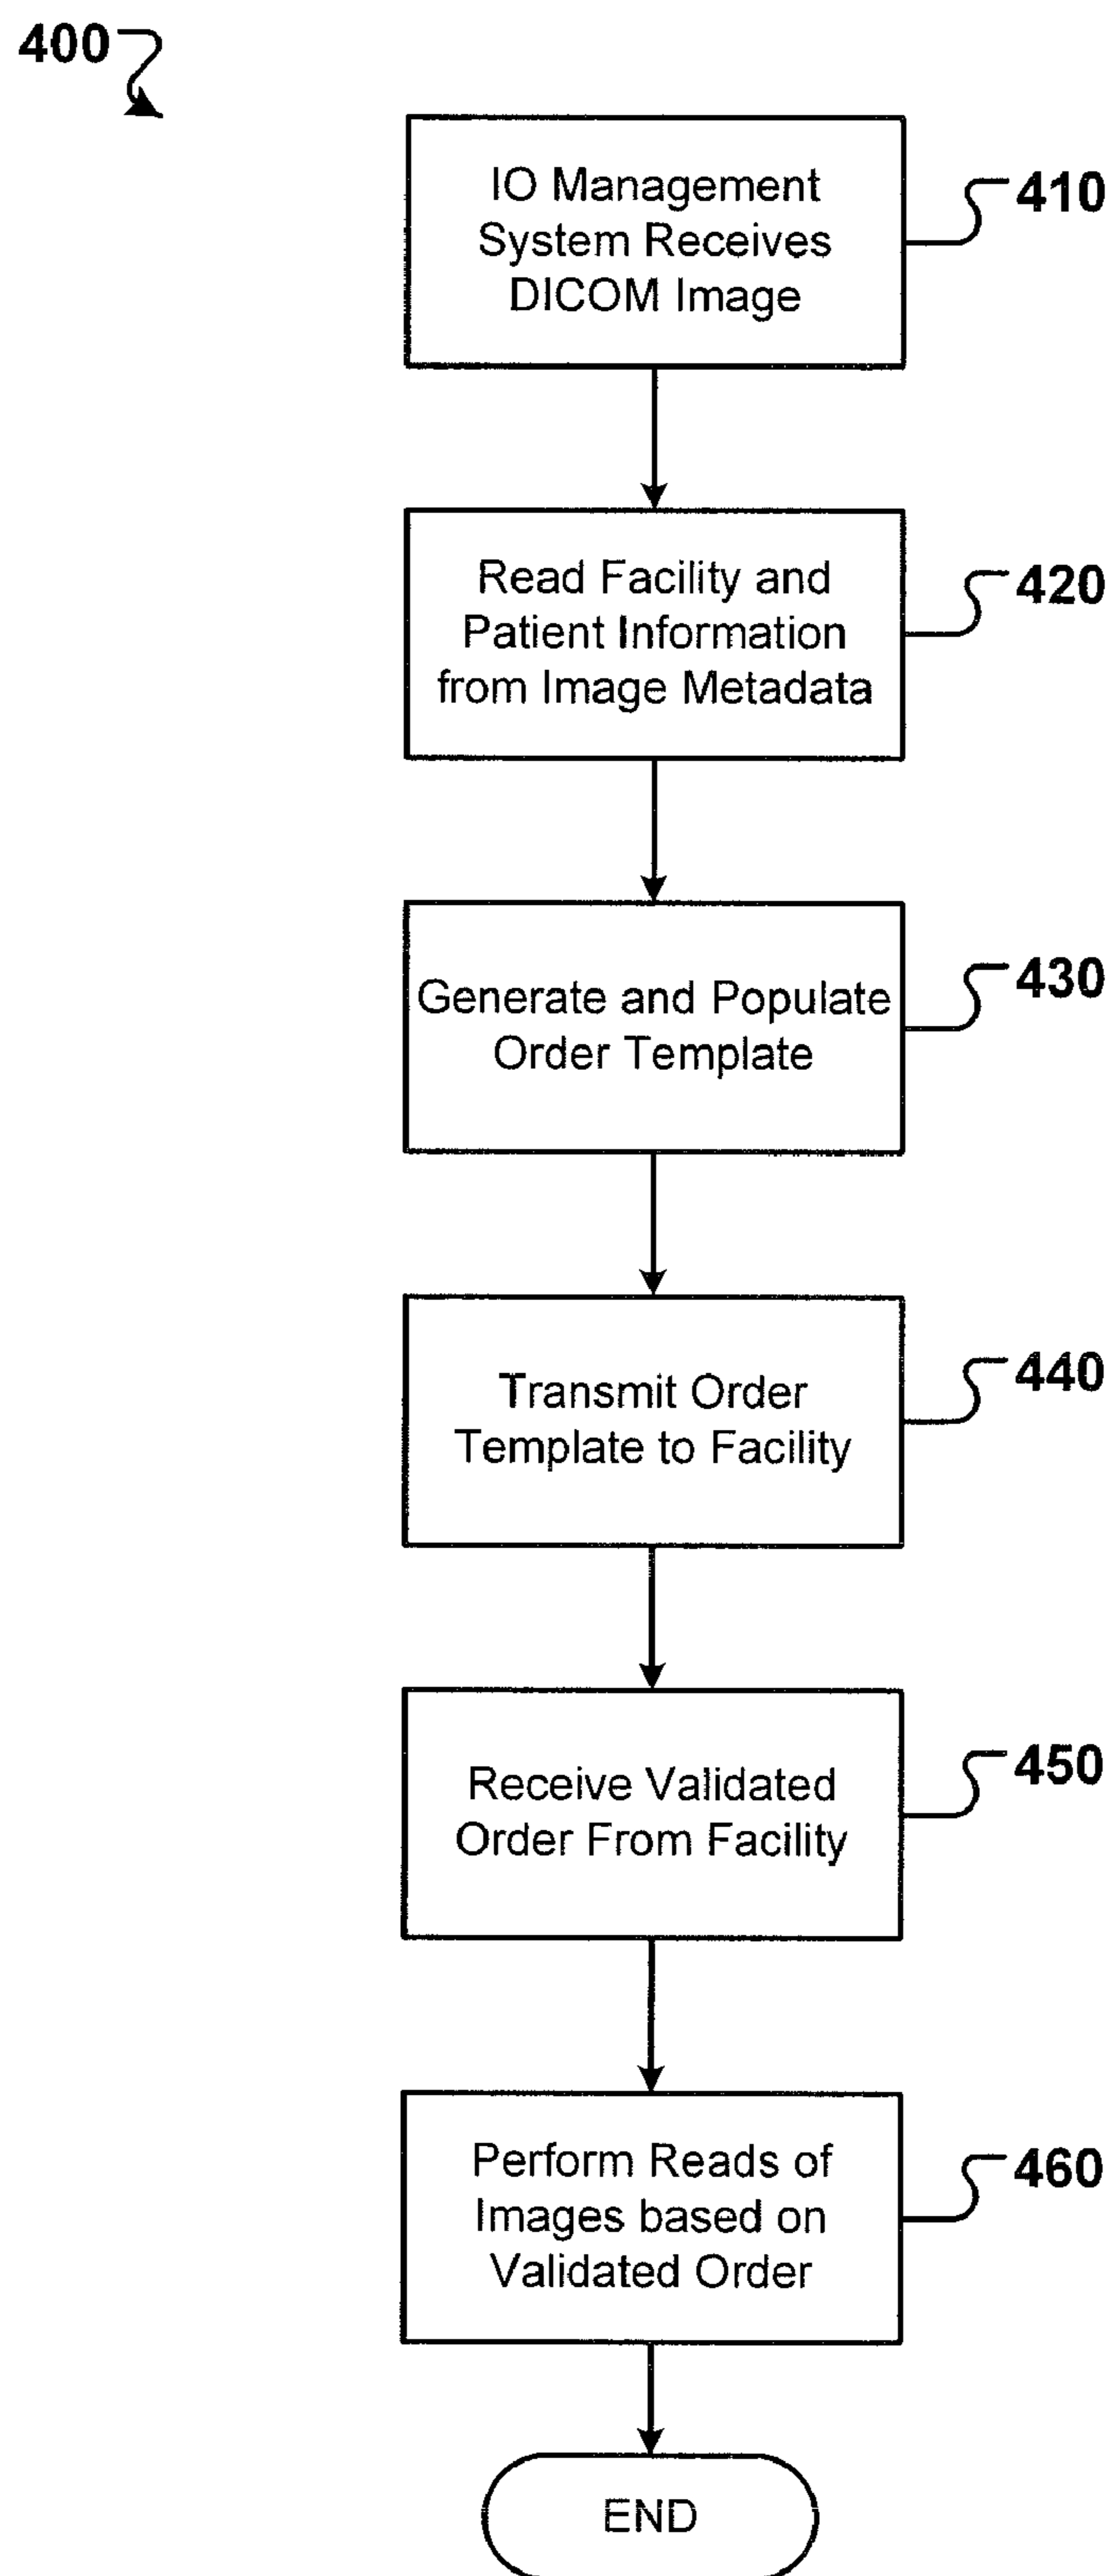 400
IO Management
System Receives
DICOM Image
410
Read Facility and
Patient Information
from Image Metadata
420
Generate and Populate
Order Template
430
Transmit Order
Template to Facility
440
Receive Validated
Order From Facility
450
Perform Reads of
Images based on
Validated Order
460
END